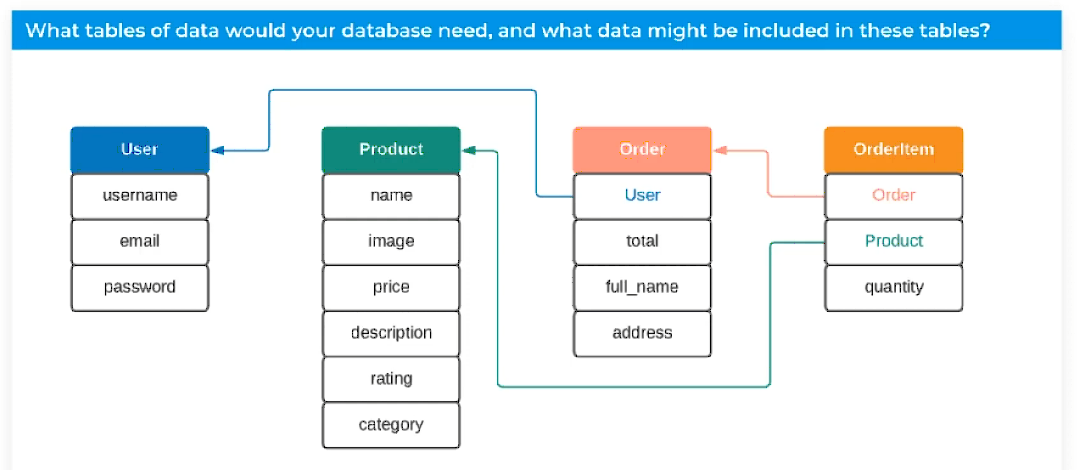 What tables of data would your database need, and what data might be included in these tables?
User
username
email
password
Product
name
image
price
description
rating
category
Order
User
total
full_name
address
OrderItem
Order
Product
quantity